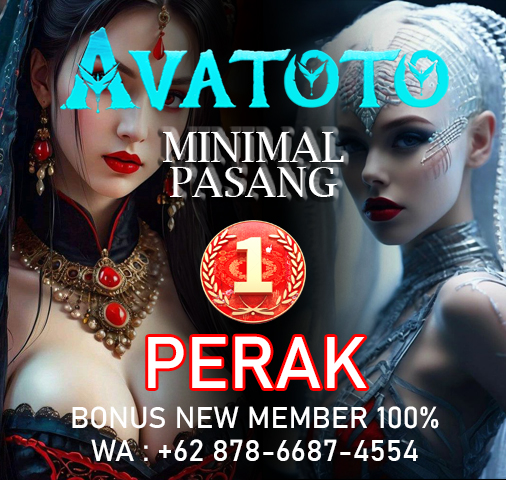 AVATOTO
MINIMAL
PASANG
1
PERAK
BONUS NEW MEMBER 100%
WA : +62 878-6687-4554